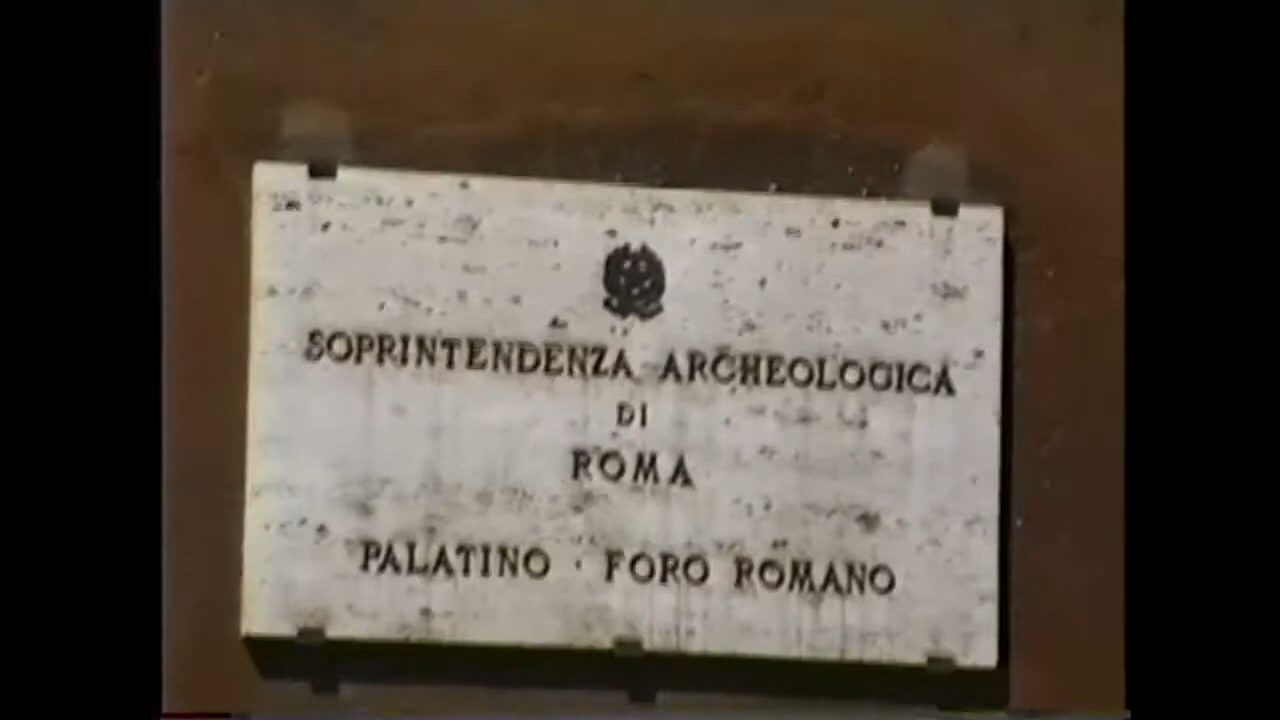 SOPRINTENDENZA ARCHEOLOGICA
DI
ROMA
PALATINO · FORO ROMANO